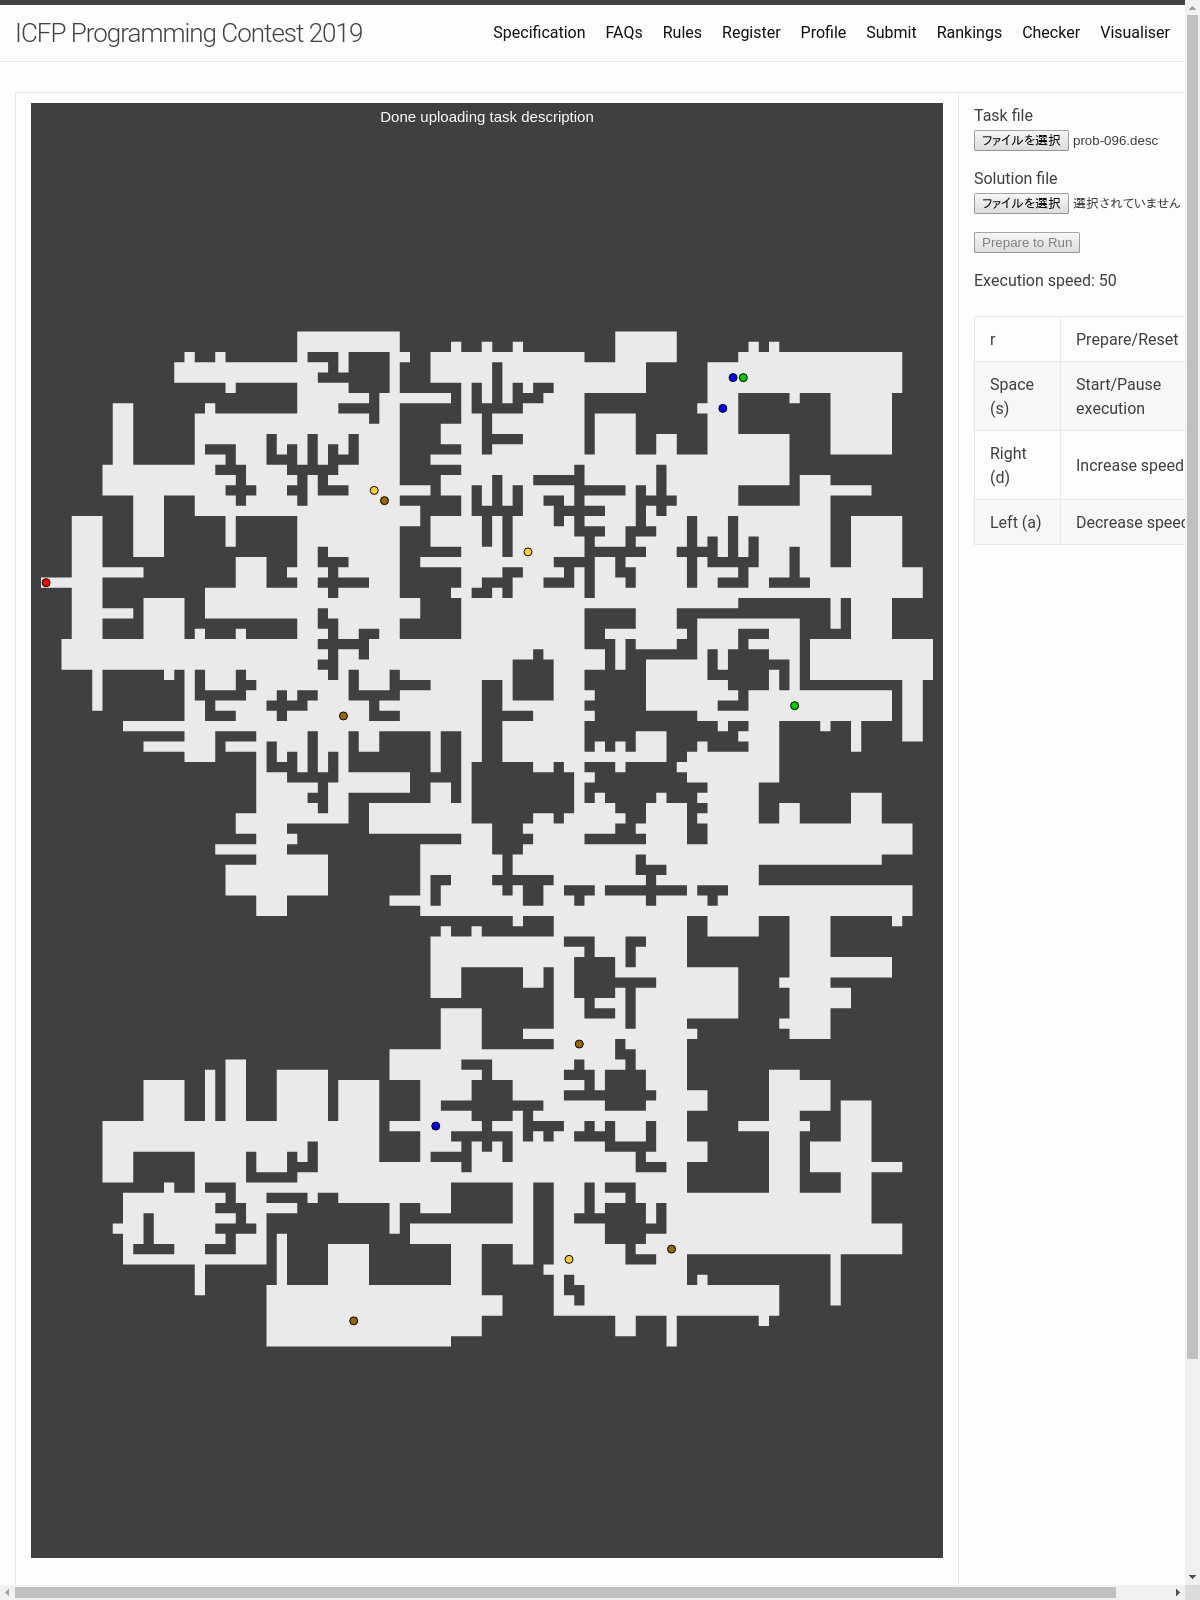 ICFP Programming Contest 2019
Specification FAQs Rules Register Profile Submit Rankings Checker Visualiser
Done uploading task description
Task file
ファイルを選択 prob-096.desc
Solution file
ファイルを選択 選択されていません
Prepare to Run
Execution speed: 50
r Prepare/Reset
Space (s) Start/Pause execution
Right (d) Increase speed
Left (a) Decrease speed